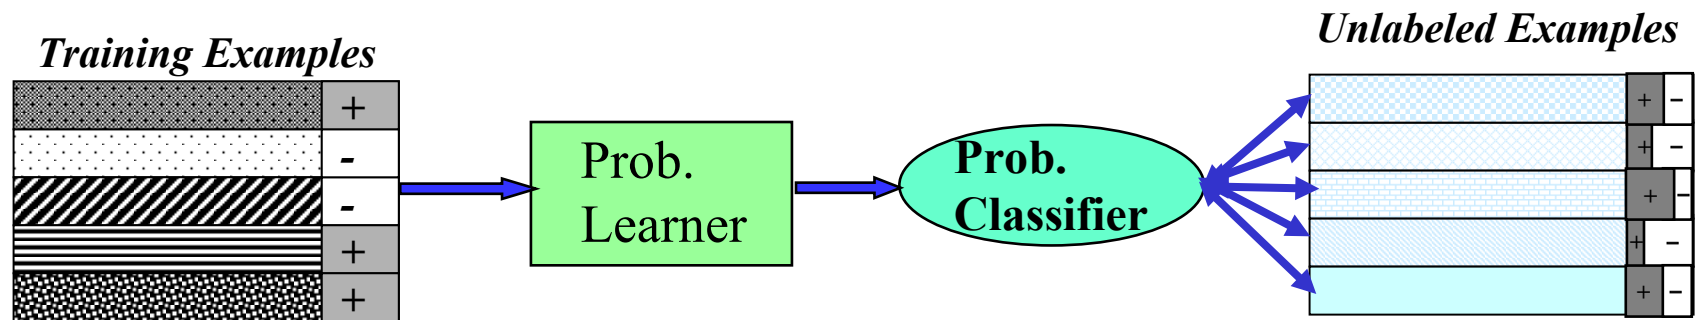 Training Examples
+
-
-
+
+
Prob.
Learner
Prob.
Classifier
Unlabeled Examples
+ -
+ -
+ -
+ -
+ -